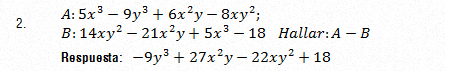 2. A: 5x³ − 9y³ + 6x²y − 8xy²;
B: 14xy² − 21x²y + 5x³ − 18 Hallar: A − B
Respuesta: −9y³ + 27x²y − 22xy² + 18